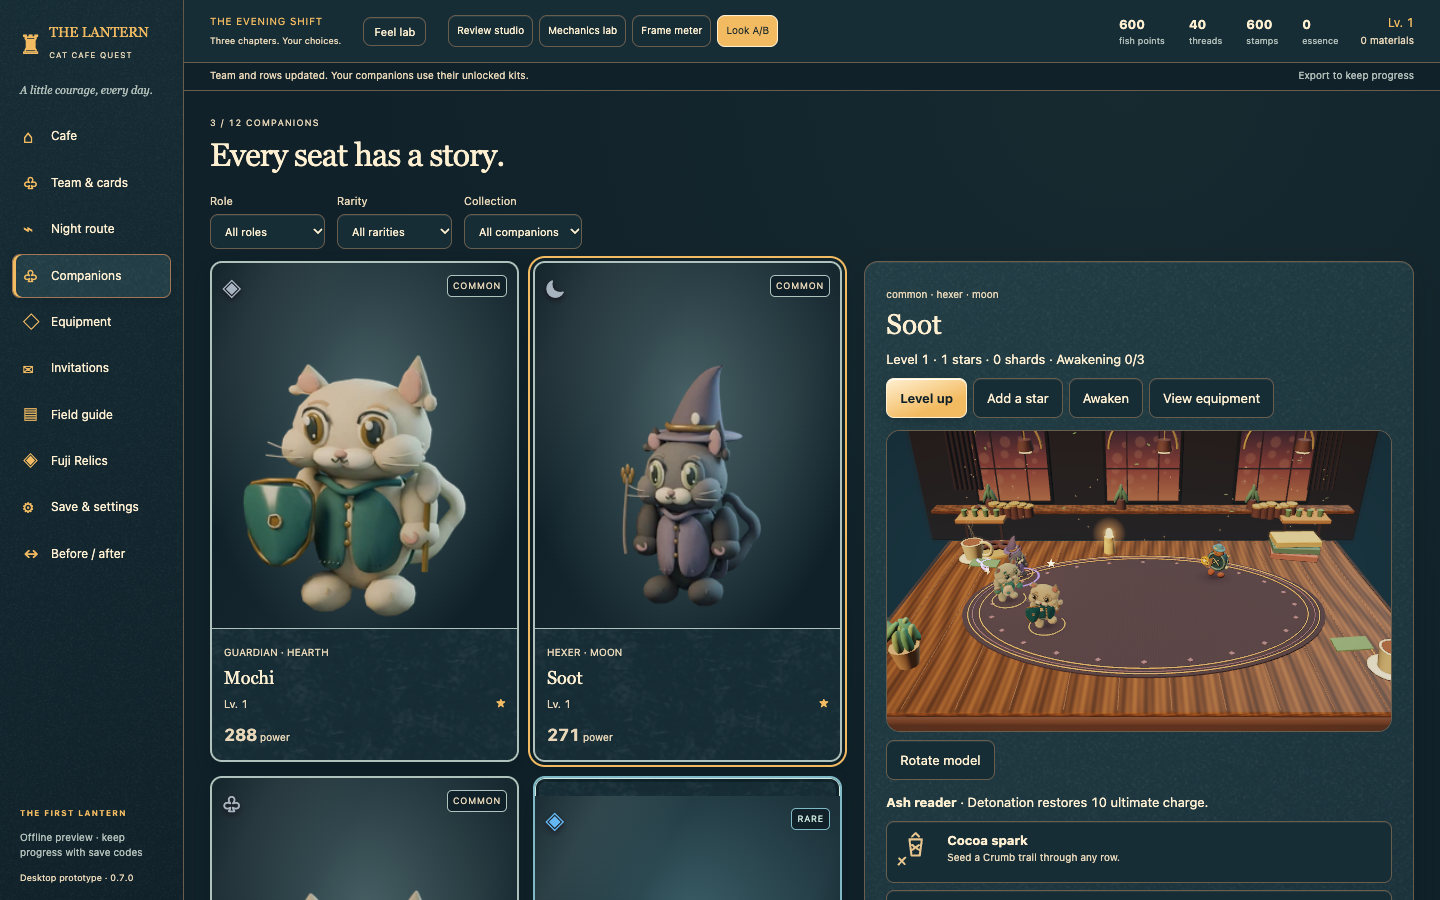 THE LANTERN
CAT CAFE QUEST
A little courage, every day.
Cafe
Team & cards
Night route
Companions
Equipment
Invitations
Field guide
Fuji Relics
Save & settings
Before / after
THE FIRST LANTERN
Offline preview · keep
progress with save codes
Desktop prototype · 0.7.0
THE EVENING SHIFT
Three chapters. Your choices.
Feel lab
Review studio
Mechanics lab
Frame meter
Look A/B
600
fish points
40
threads
600
stamps
0
essence
Lv. 1
0 materials
Team and rows updated. Your companions use their unlocked kits.
Export to keep progress
3 / 12 COMPANIONS
Every seat has a story.
Role
All roles
Rarity
All rarities
Collection
All companions
COMMON
GUARDIAN · HEARTH
Mochi
Lv. 1
288 power
COMMON
HEXER · MOON
Soot
Lv. 1
271 power
COMMON
RARE
common · hexer · moon
Soot
Level 1 · 1 stars · 0 shards · Awakening 0/3
Level up
Add a star
Awaken
View equipment
Rotate model
Ash reader · Detonation restores 10 ultimate charge.
Cocoa spark
Seed a Crumb trail through any row.